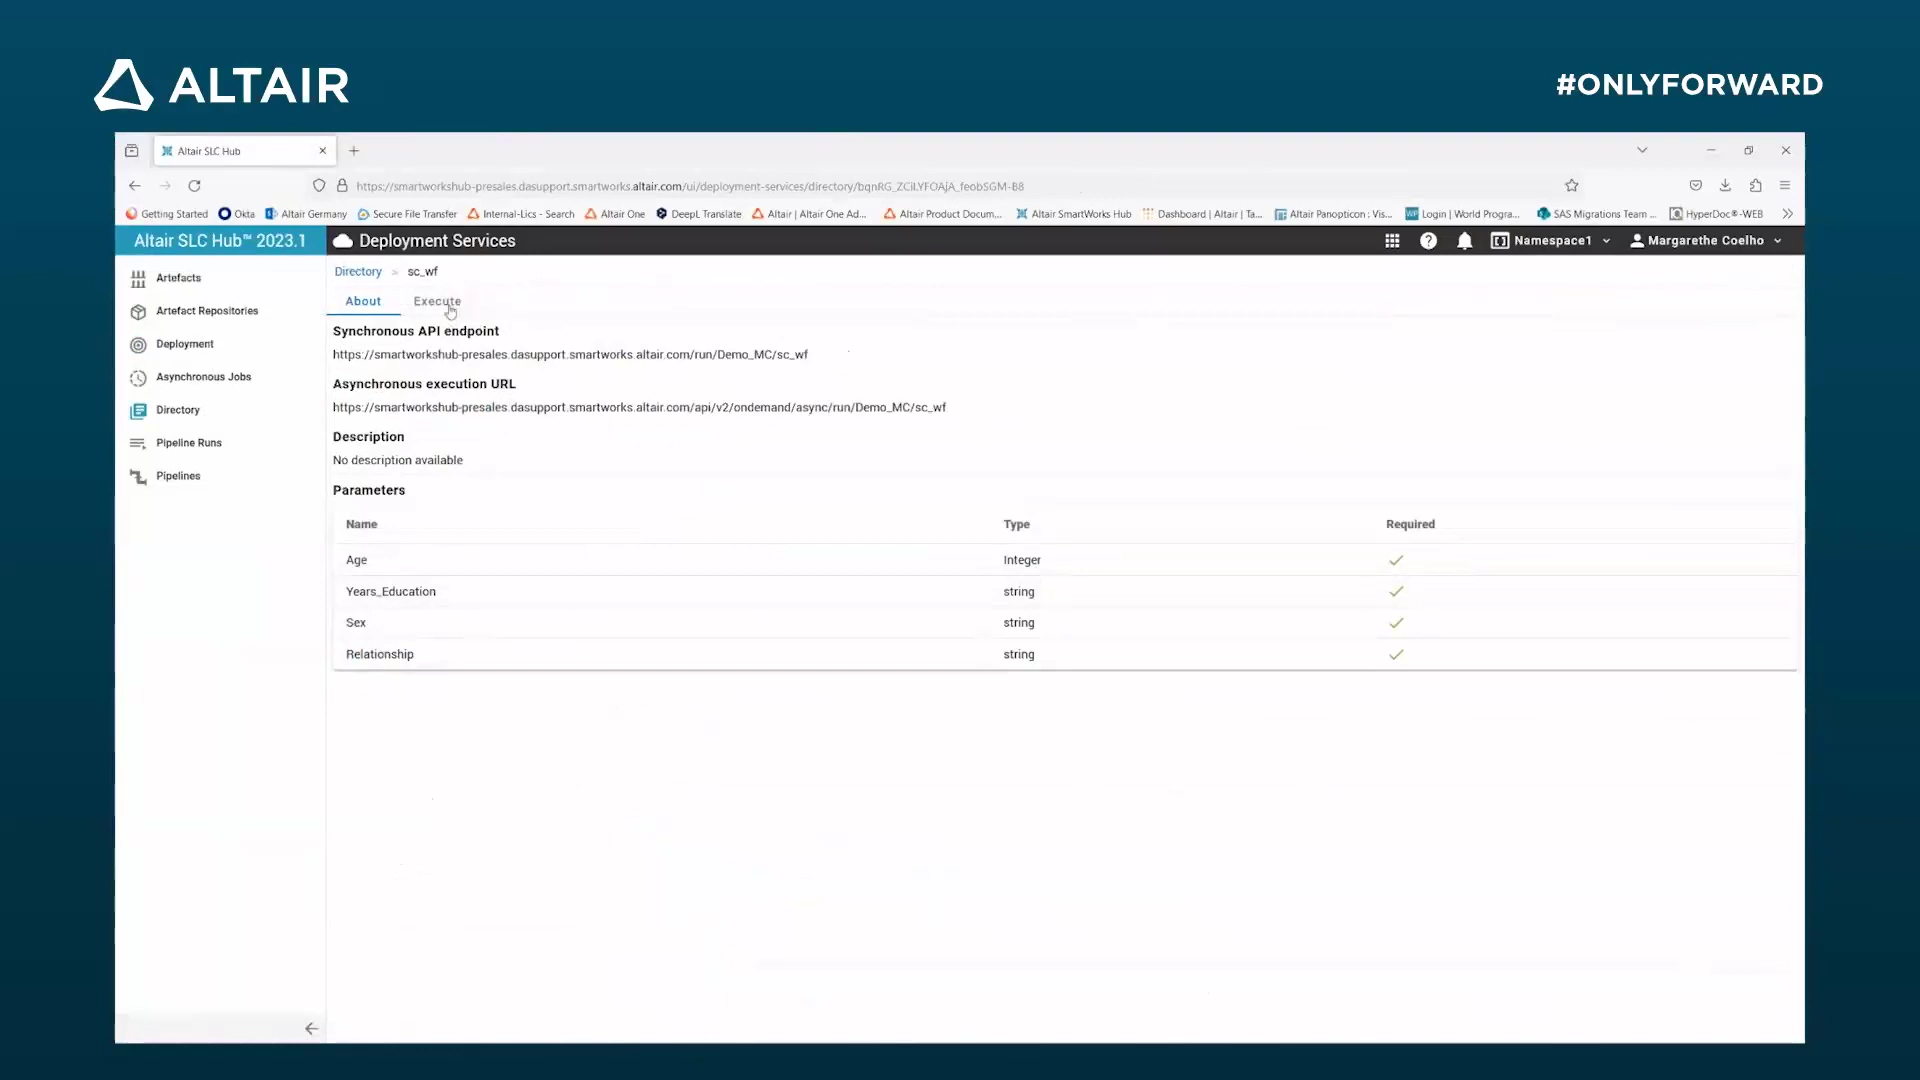 ALTAIR
#ONLYFORWARD
Altair SLC Hub
https://smartworkshub-presales.dasupport.smartworks.altair.com/ui/deployment-services/directory/bqnRG_ZCiLYFOAjA_feobSGM-B8
Getting Started Okta Altair Germany Secure File Transfer Internal-Lics - Search Altair One DeepL Translate Altair | Altair One Ad... Altair Product Docum... Altair SmartWorks Hub Dashboard | Altair | Ta... Altair Panopticon : Vis... Login | World Progra... SAS Migrations Team ... HyperDoc®-WEB
Altair SLC Hub™ 2023.1 Deployment Services Namespace1 Margarethe Coelho
Artefacts
Artefact Repositories
Deployment
Asynchronous Jobs
Directory
Pipeline Runs
Pipelines
Directory > sc_wf
About Execute
Synchronous API endpoint
https://smartworkshub-presales.dasupport.smartworks.altair.com/run/Demo_MC/sc_wf
Asynchronous execution URL
https://smartworkshub-presales.dasupport.smartworks.altair.com/api/v2/ondemand/async/run/Demo_MC/sc_wf
Description
No description available
Parameters
Name Type Required
Age Integer
Years_Education string
Sex string
Relationship string